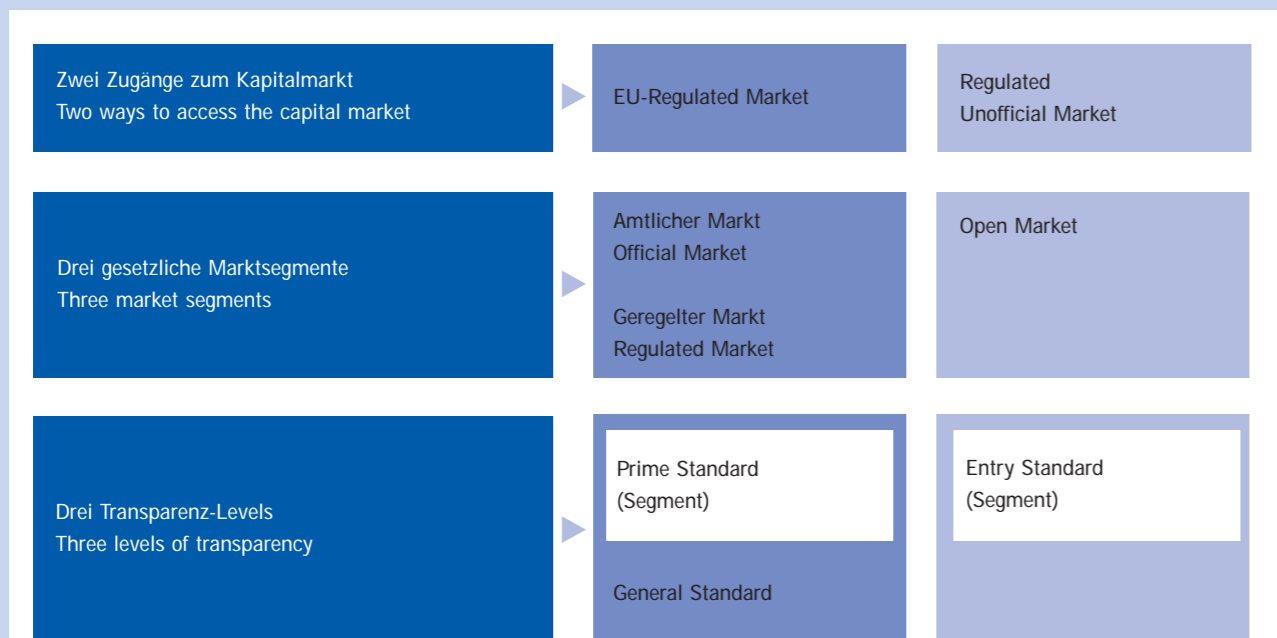 Zwei Zugänge zum Kapitalmarkt
Two ways to access the capital market
EU-Regulated Market
Regulated
Unofficial Market
Drei gesetzliche Marktsegmente
Three market segments
Amtlicher Markt
Official Market
Geregelter Markt
Regulated Market
Open Market
Drei Transparenz-Levels
Three levels of transparency
Prime Standard
(Segment)
General Standard
Entry Standard
(Segment)